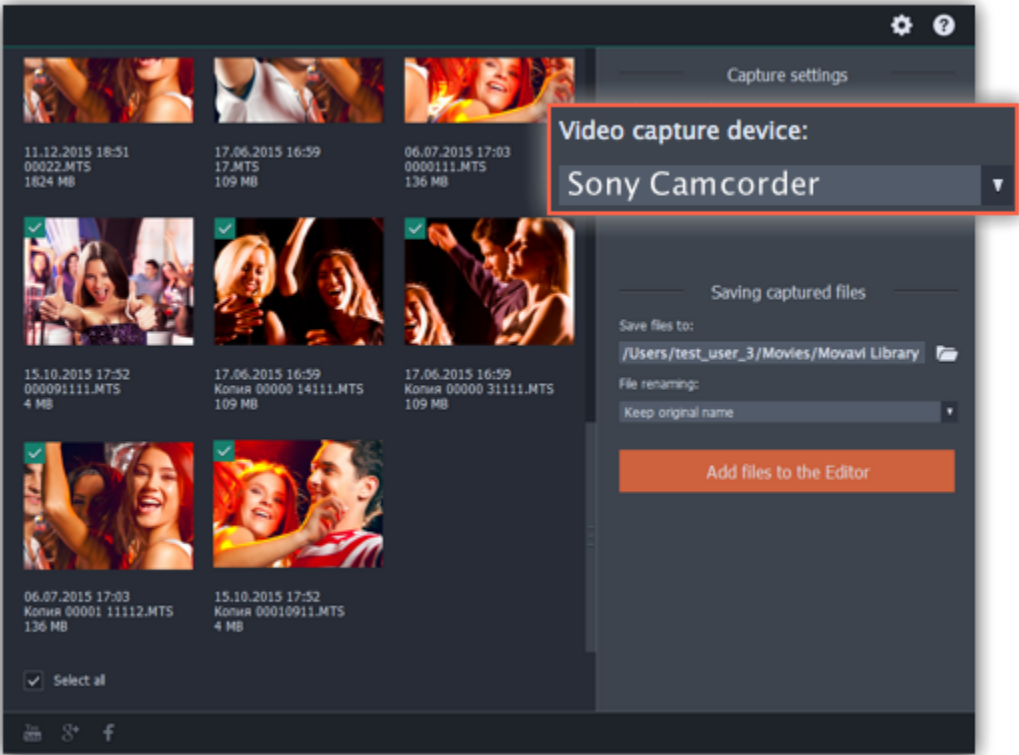 Capture settings
Video capture device:
Sony Camcorder
11.12.2015 18:51
00022.MTS
1824 MB
17.06.2015 16:59
17.MTS
109 MB
06.07.2015 17:03
0000111.MTS
136 MB
15.10.2015 17:52
000091111.MTS
4 MB
17.06.2015 16:59
Копия 00000 14111.MTS
109 MB
17.06.2015 16:59
Копия 00000 31111.MTS
109 MB
06.07.2015 17:03
Копия 00001 11112.MTS
136 MB
15.10.2015 17:52
Копия 00010911.MTS
4 MB
Select all
Saving captured files
Save files to:
/Users/test_user_3/Movies/Movavi Library
File renaming:
Keep original name
Add files to the Editor